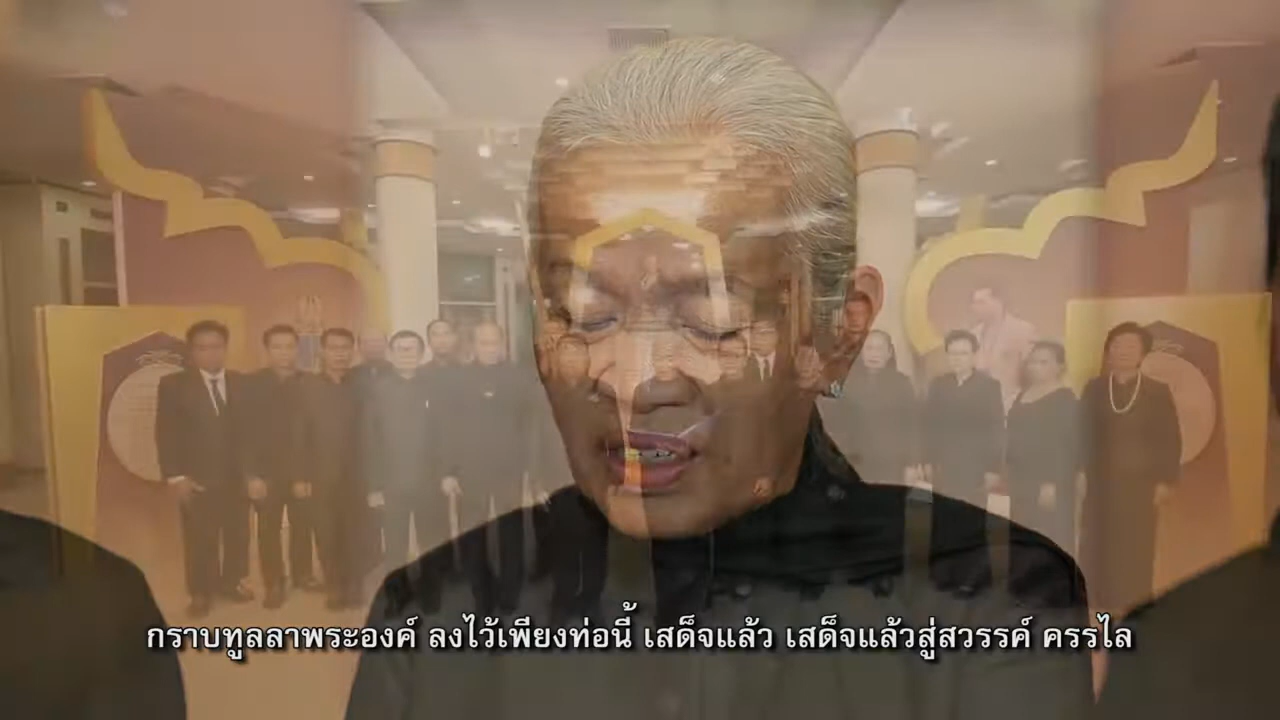 กราบทูลลาพระองค์ ลงไว้เพียงท่อนี้ เสด็จแล้ว เสด็จแล้วสู่สวรรค์ ครรไล